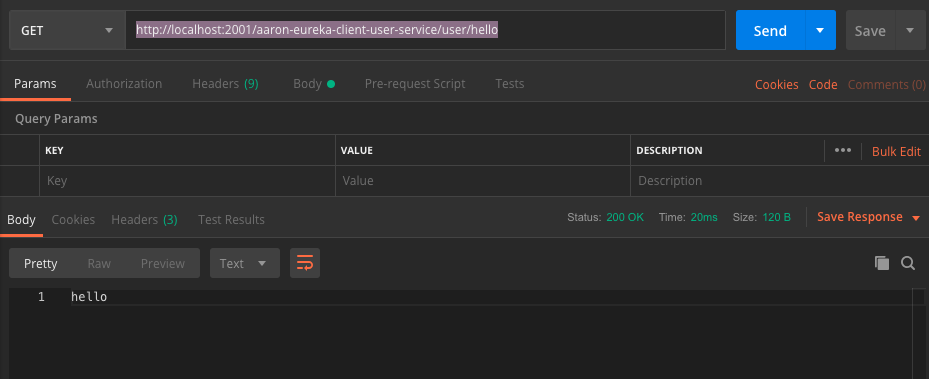 GET http://localhost:2001/aaron-eureka-client-user-service/user/hello Send Save
Params Authorization Headers (9) Body Pre-request Script Tests Cookies Code Comments (0)
Query Params
KEY VALUE DESCRIPTION ••• Bulk Edit
Key Value Description
Body Cookies Headers (3) Test Results Status: 200 OK Time: 20ms Size: 120 B Save Response
Pretty Raw Preview Text
1 hello